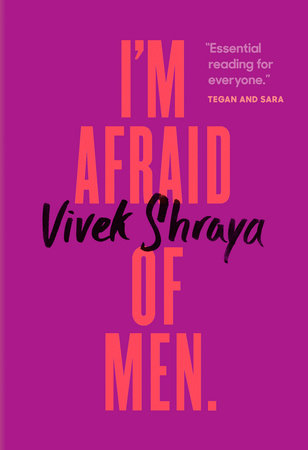 “Essential
reading for
everyone.”
TEGAN AND SARA
I’M
AFRAID
Vivek Shraya
OF
MEN.